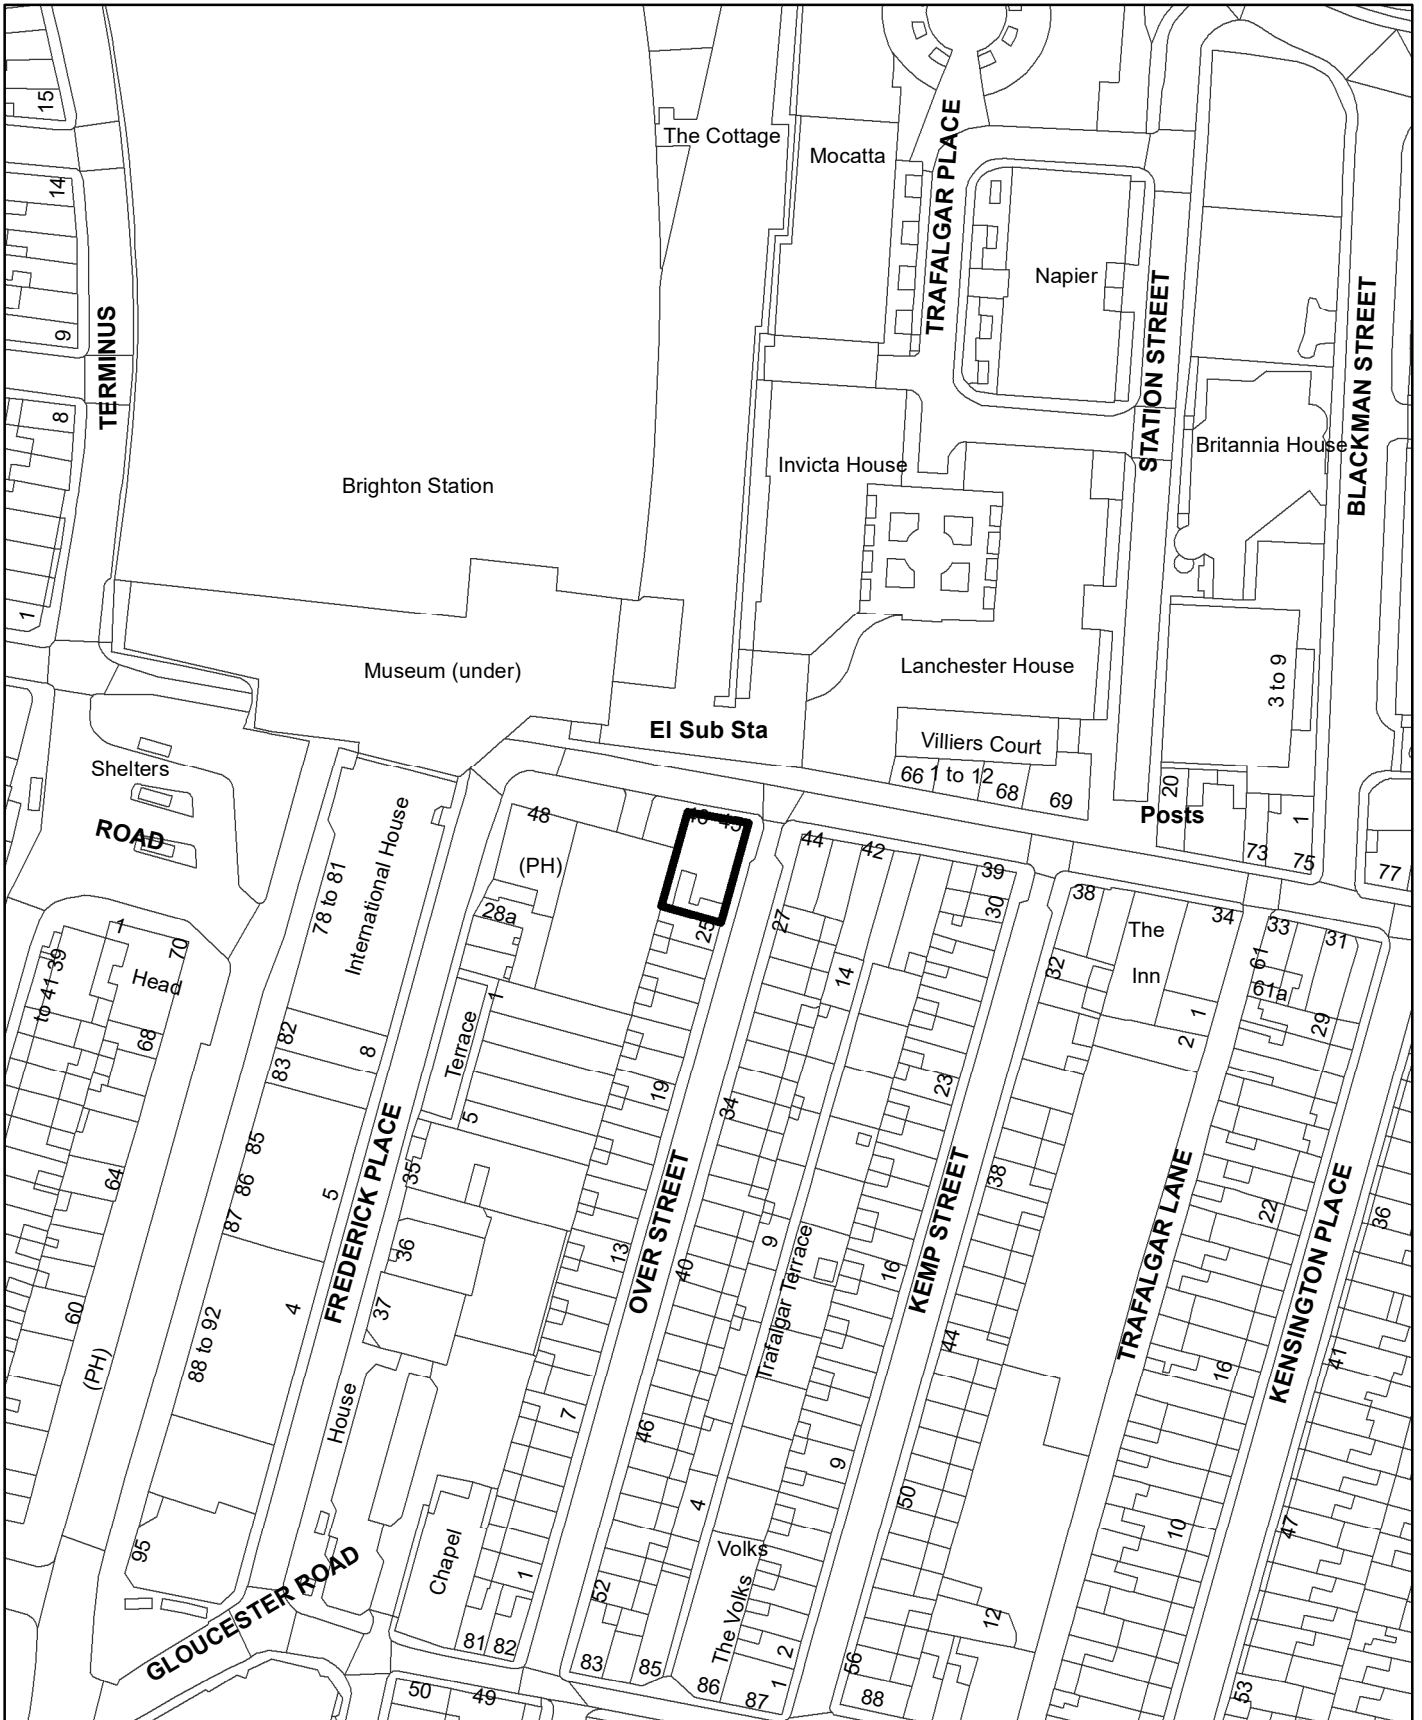 15
The Cottage
Mocatta
TRAFALGAR PLACE
14
Napier
9
TERMINUS
STATION STREET
BLACKMAN STREET
8
Britannia House
Invicta House
Brighton Station
1
Museum (under)
Lanchester House
3 to 9
El Sub Sta
Villiers Court
66
1 to 12
68
69
20
Posts
Shelters
ROAD
48
(PH)
46
45
44
42
39
30
38
34
33
31
73
1
75
77
The
Inn
78 to 81
International House
28a
25
27
14
32
61
61a
29
1
2
1
70
39
to 41
Head
68
82
83
8
Terrace
1
5
19
34
23
38
85
86
87
5
FREDERICK PLACE
35
36
37
OVER STREET
13
40
9
Trafalgar Terrace
16
KEMP STREET
TRAFALGAR LANE
22
KENSINGTON PLACE
36
64
60
(PH)
88 to 92
4
House
7
46
4
9
44
50
16
10
41
47
95
GLOUCESTER ROAD
Chapel
1
52
Volks
The Volks
12
81
82
83
85
86
87
1
2
56
88
53
50
49